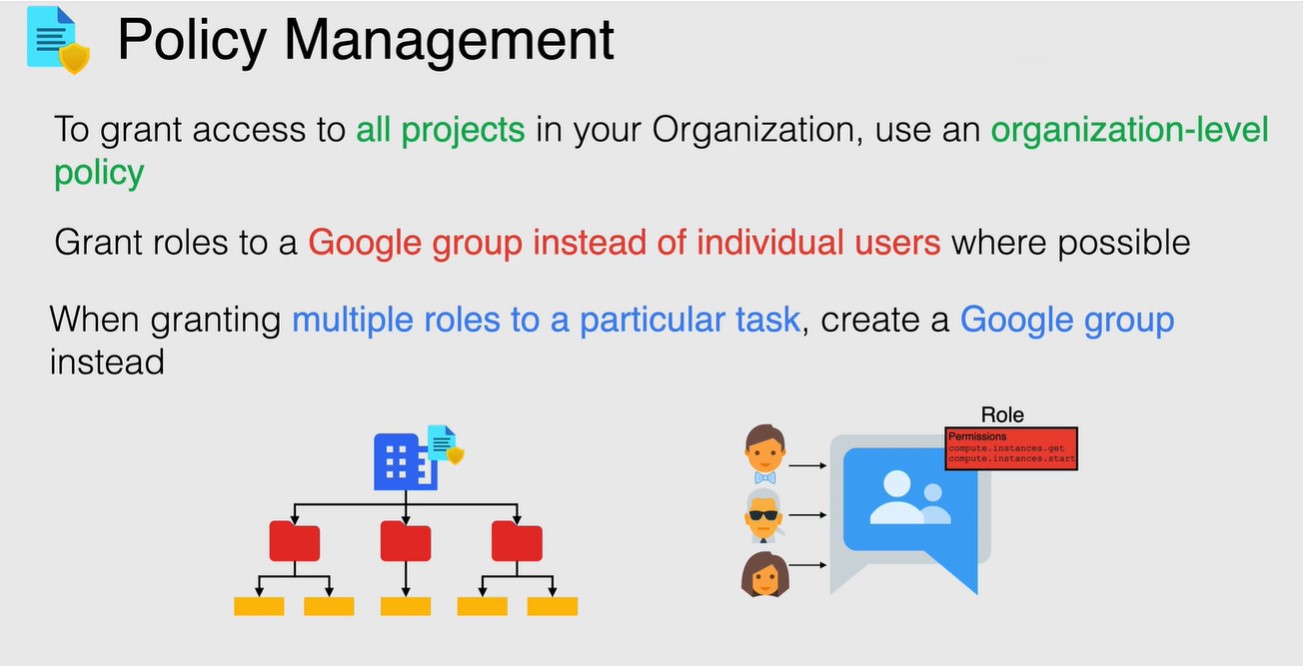 Policy Management
To grant access to all projects in your Organization, use an organization-level
policy
Grant roles to a Google group instead of individual users where possible
When granting multiple roles to a particular task, create a Google group
instead
Role
Permissions
compute.instances.get
compute.instances.start